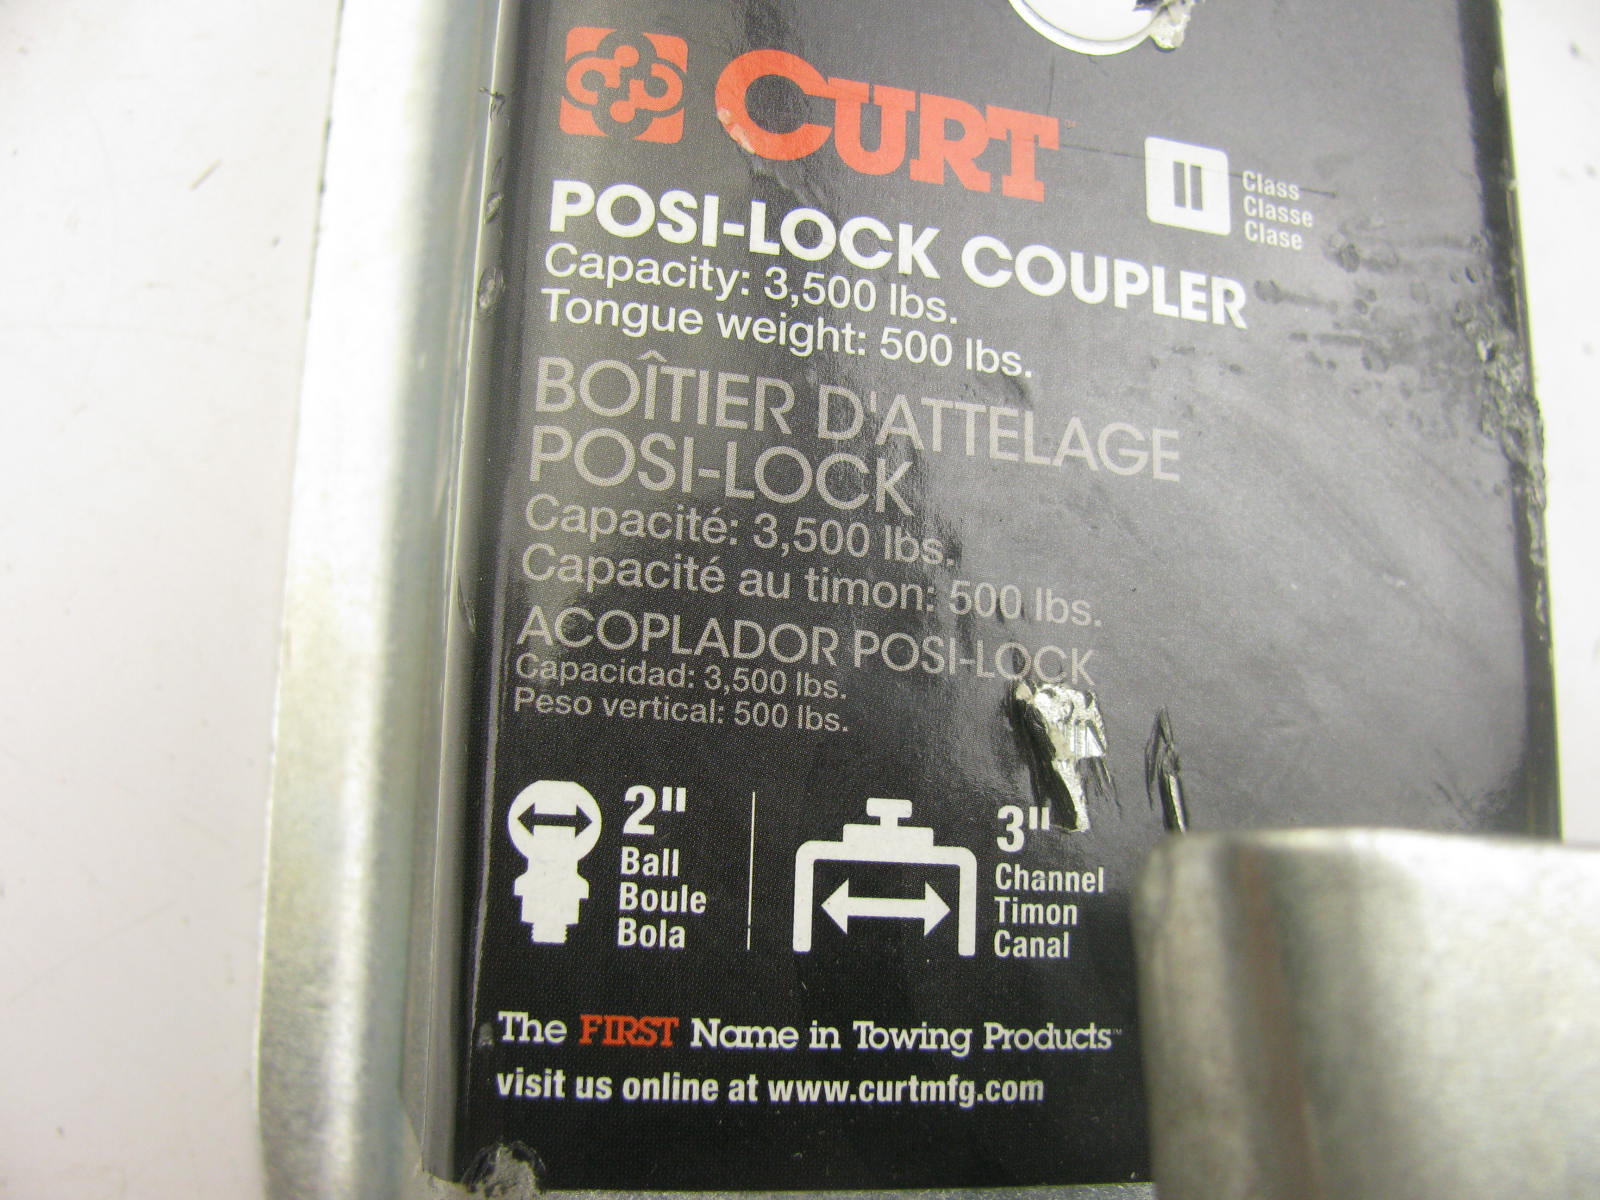 CURT
II
Class
Classe
Clase
POSI-LOCK COUPLER
Capacity: 3,500 lbs.
Tongue weight: 500 lbs.
BOÎTIER D'ATTELAGE
POSI-LOCK
Capacité: 3,500 lbs.
Capacité au timon: 500 lbs.
ACOPLADOR POSI-LOCK
Capacidad: 3,500 lbs.
Peso vertical: 500 lbs.
2"
Ball
Boule
Bola
3"
Channel
Timon
Canal
The FIRST Name in Towing Products™
visit us online at www.curtmfg.com